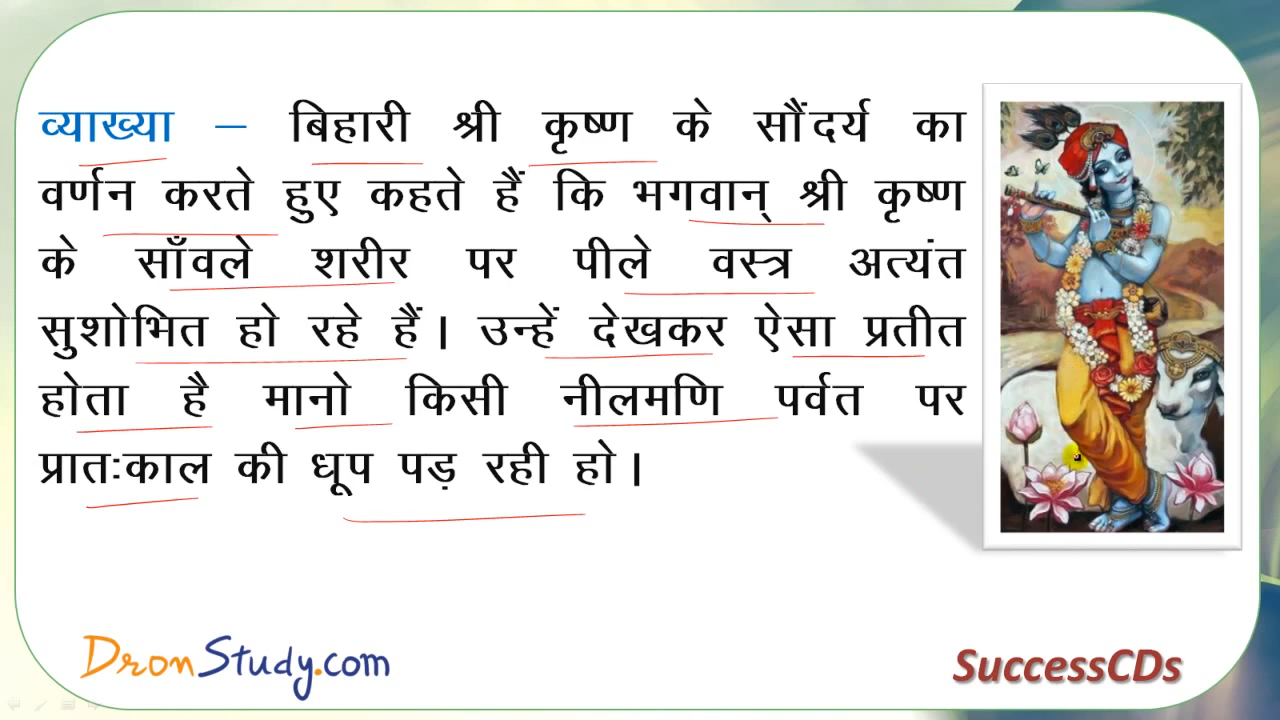 व्याख्या – बिहारी श्री कृष्ण के सौंदर्य का
वर्णन करते हुए कहते हैं कि भगवान् श्री कृष्ण
के साँवले शरीर पर पीले वस्त्र अत्यंत
सुशोभित हो रहे हैं। उन्हें देखकर ऐसा प्रतीत
होता है मानो किसी नीलमणि पर्वत पर
प्रातःकाल की धूप पड़ रही हो।
DronStudy.com
SuccessCDs